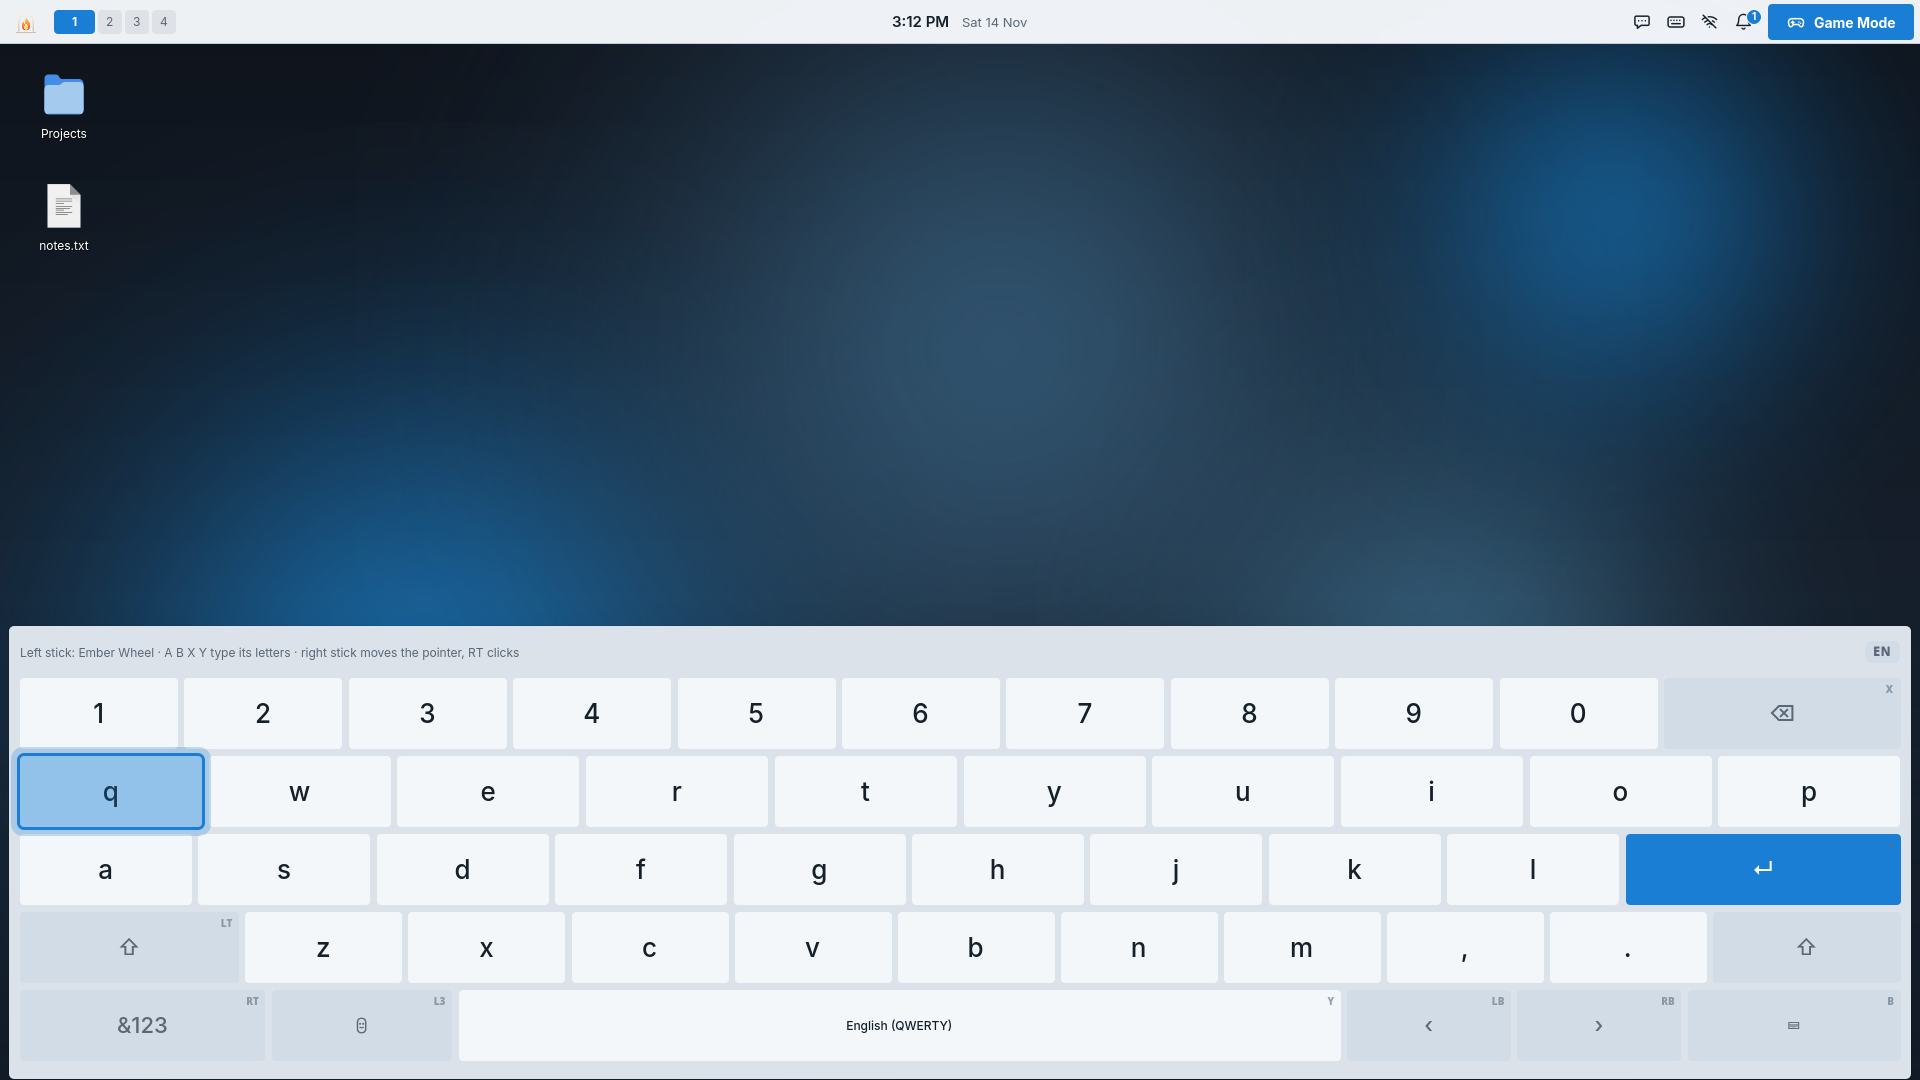 1 2 3 4 3:12 PM Sat 14 Nov 1 Game Mode
Projects
notes.txt
Left stick: Ember Wheel · A B X Y type its letters · right stick moves the pointer, RT clicks EN
1 2 3 4 5 6 7 8 9 0 X
q w e r t y u i o p
a s d f g h j k l
LT z x c v b n m , .
&123 RT L3 English (QWERTY) Y ‹ LB › RB B